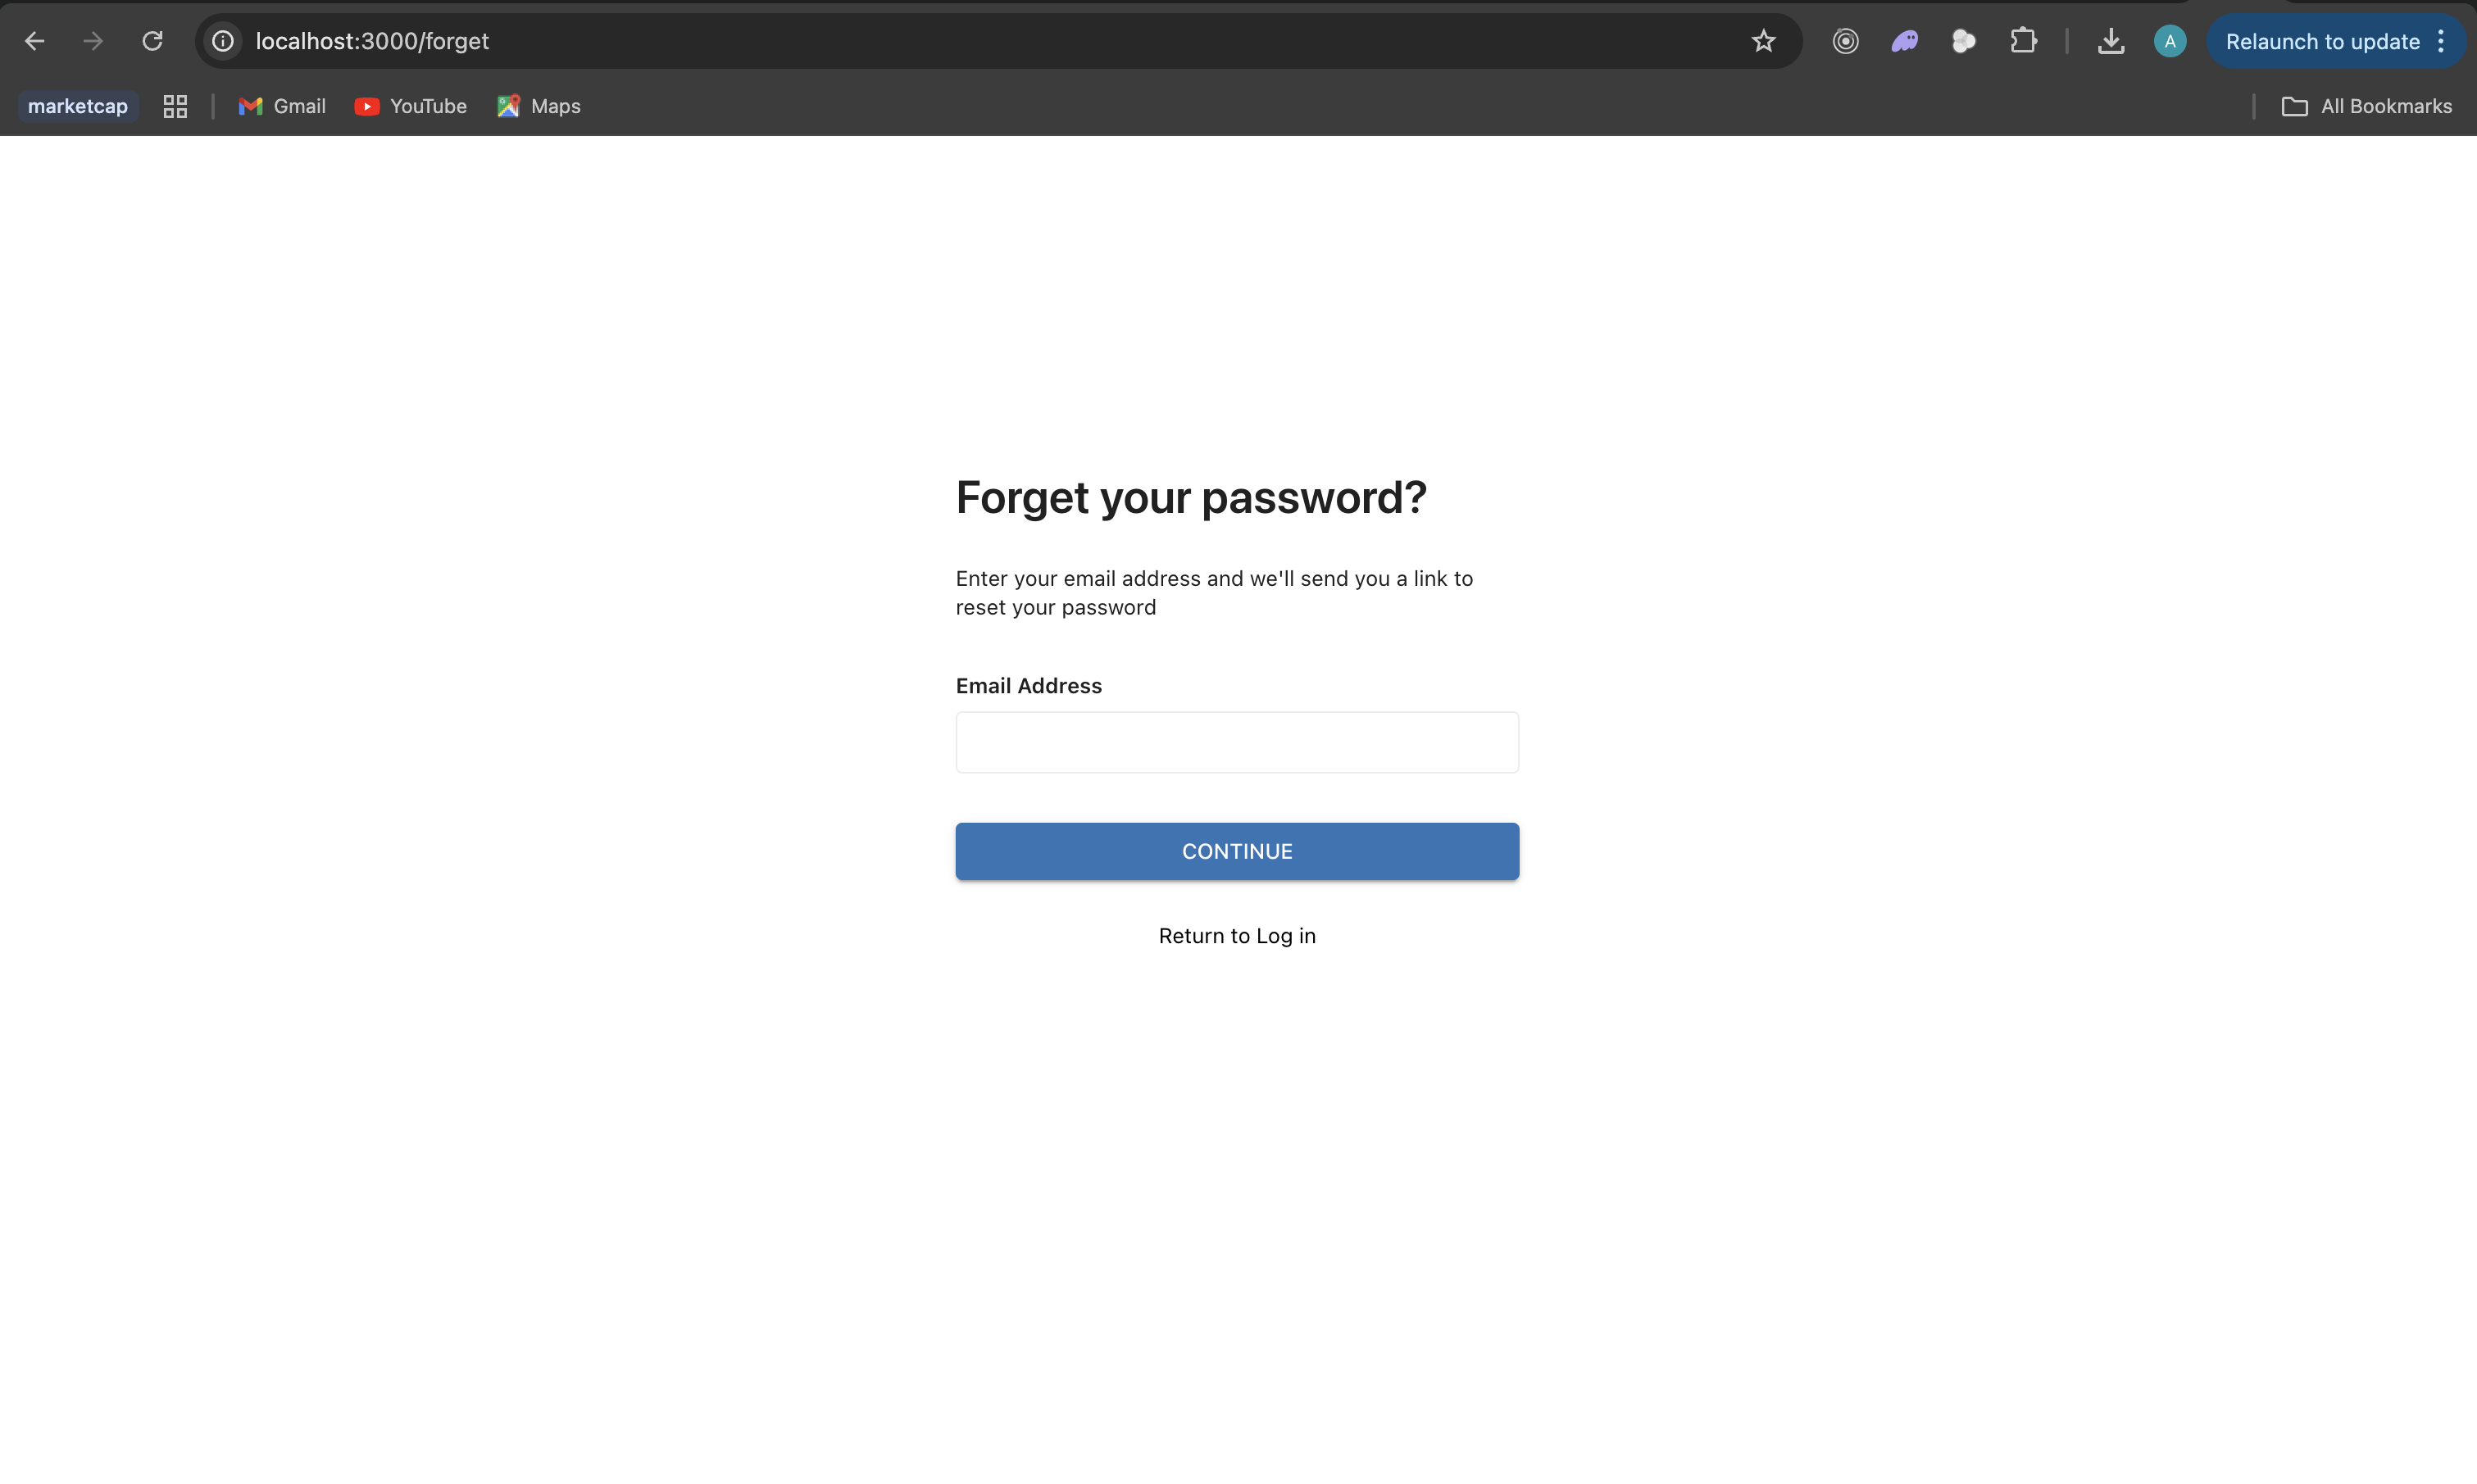 localhost:3000/forget
A
Relaunch to update
marketcap
Gmail
YouTube
Maps
All Bookmarks
Forget your password?
Enter your email address and we'll send you a link to
reset your password
Email Address
CONTINUE
Return to Log in